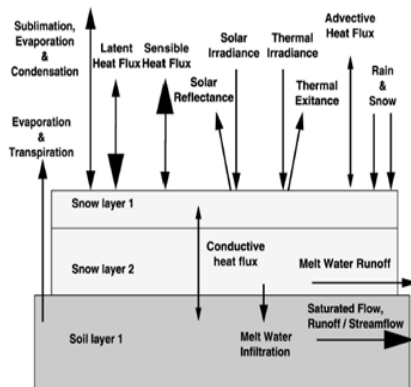 Sublimation,
Evaporation
&
Condensation
Latent
Heat Flux
Sensible
Heat Flux
Solar
Irradiance
Thermal
Irradiance
Advective
Heat Flux
Solar
Reflectance
Thermal
Exitance
Rain
&
Snow
Evaporation
&
Transpiration
Snow layer 1
Snow layer 2
Conductive
heat flux
Melt Water Runoff
Soil layer 1
Melt Water
Infiltration
Saturated Flow,
Runoff / Streamflow